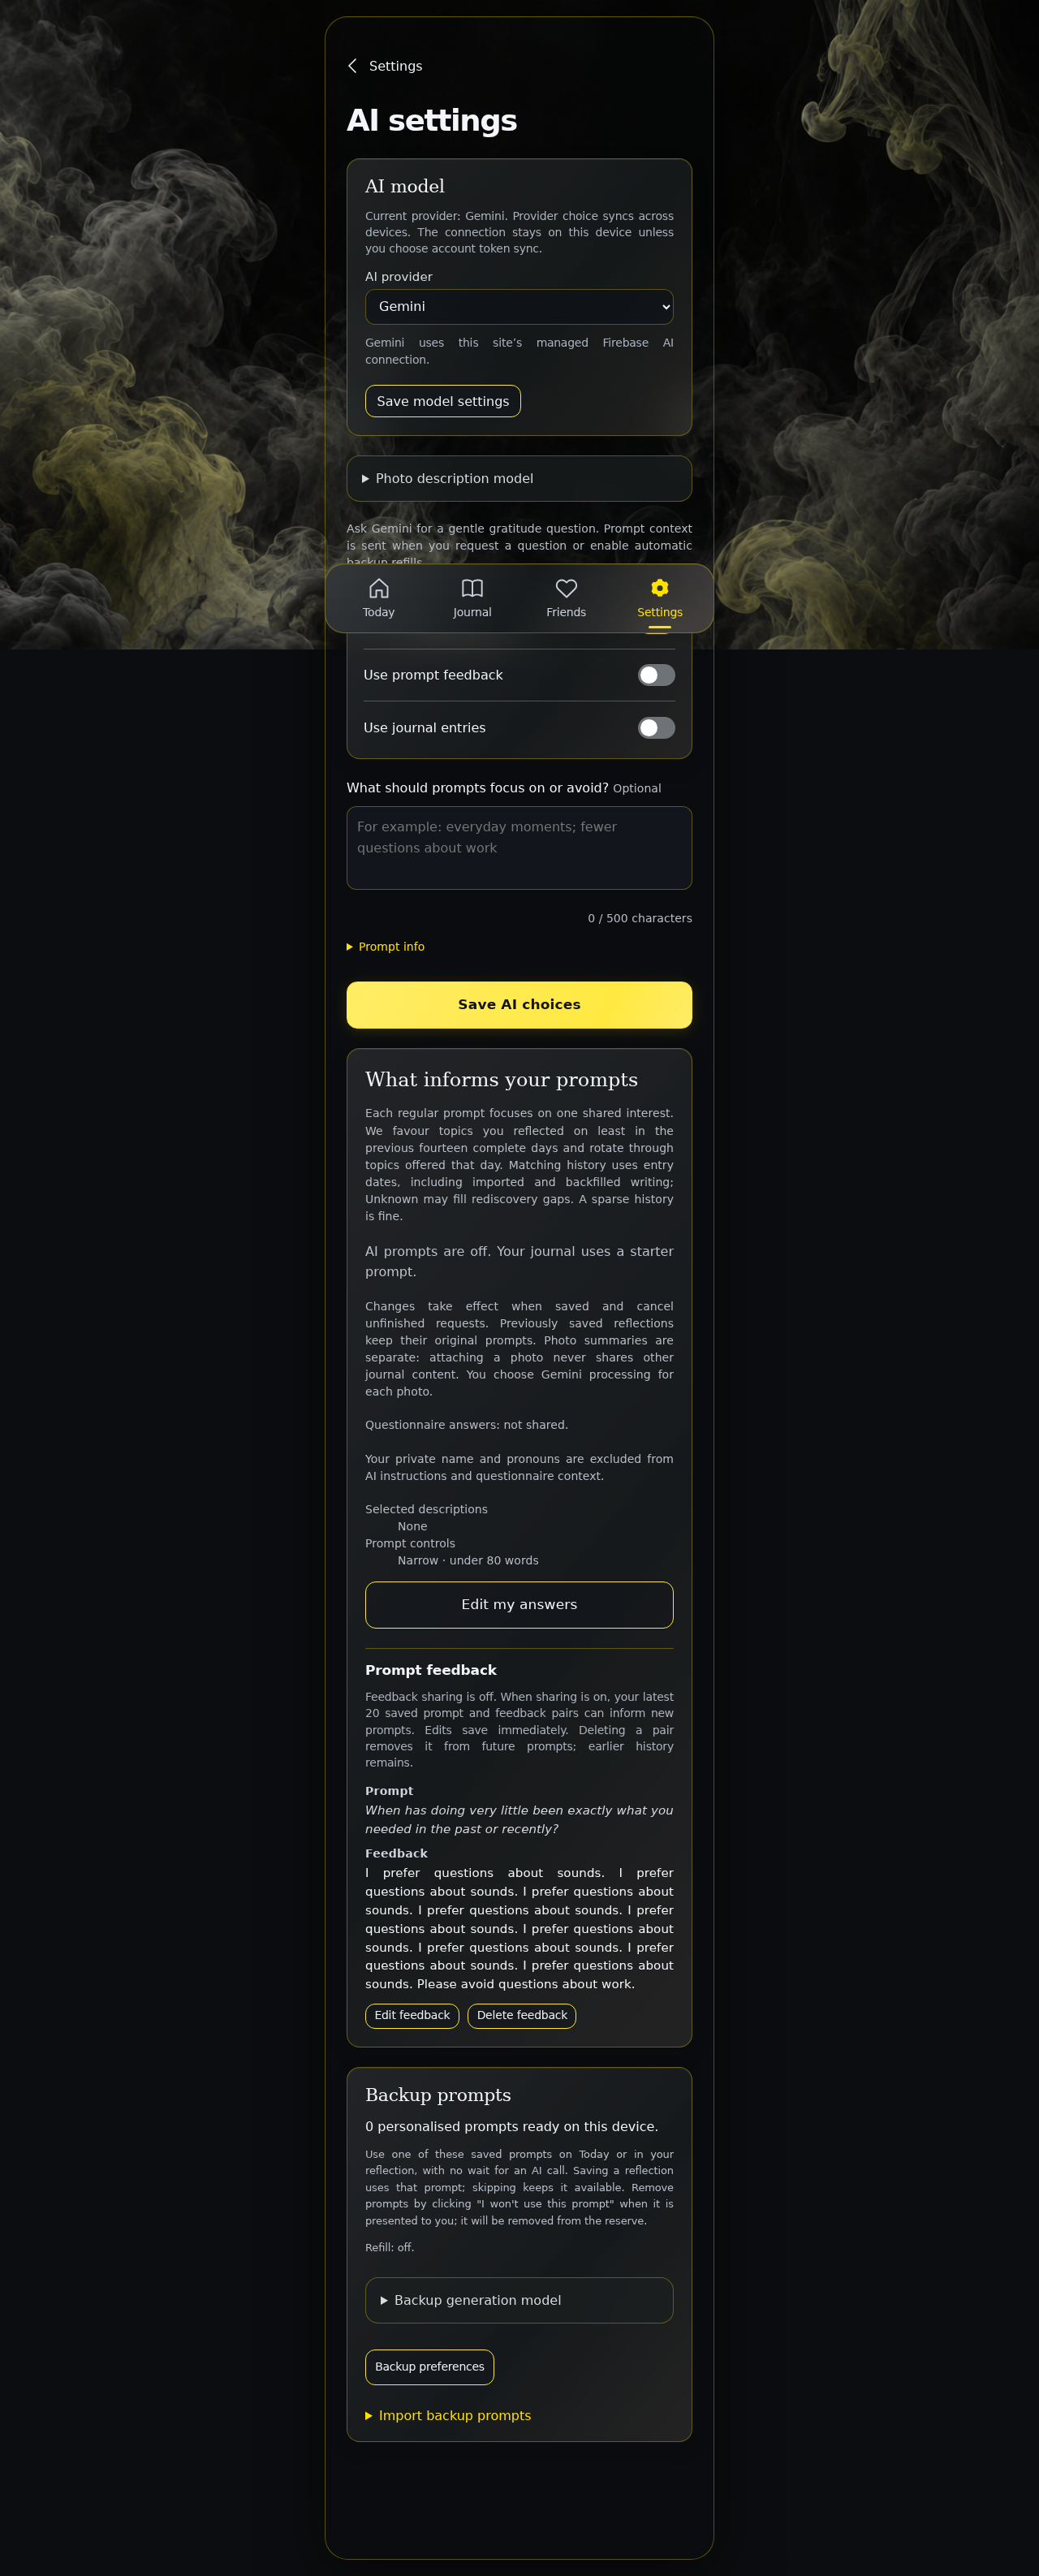 Settings
AI settings
AI model
Current provider: Gemini. Provider choice syncs across
devices. The connection stays on this device unless
you choose account token sync.
AI provider
Gemini
Gemini uses this site’s managed Firebase AI
connection.
Save model settings
Photo description model
Ask Gemini for a gentle gratitude question. Prompt context
is sent when you request a question or enable automatic
backup refills.
Today
Journal
Friends
Settings
Use prompt feedback
Use journal entries
What should prompts focus on or avoid? Optional
For example: everyday moments; fewer
questions about work
0 / 500 characters
Prompt info
Save AI choices
What informs your prompts
Each regular prompt focuses on one shared interest.
We favour topics you reflected on least in the
previous fourteen complete days and rotate through
topics offered that day. Matching history uses entry
dates, including imported and backfilled writing;
Unknown may fill rediscovery gaps. A sparse history
is fine.
AI prompts are off. Your journal uses a starter
prompt.
Changes take effect when saved and cancel
unfinished requests. Previously saved reflections
keep their original prompts. Photo summaries are
separate: attaching a photo never shares other
journal content. You choose Gemini processing for
each photo.
Questionnaire answers: not shared.
Your private name and pronouns are excluded from
AI instructions and questionnaire context.
Selected descriptions
None
Prompt controls
Narrow · under 80 words
Edit my answers
Prompt feedback
Feedback sharing is off. When sharing is on, your latest
20 saved prompt and feedback pairs can inform new
prompts. Edits save immediately. Deleting a pair
removes it from future prompts; earlier history
remains.
Prompt
When has doing very little been exactly what you
needed in the past or recently?
Feedback
I prefer questions about sounds. I prefer
questions about sounds. I prefer questions about
sounds. I prefer questions about sounds. I prefer
questions about sounds. I prefer questions about
sounds. I prefer questions about sounds. I prefer
questions about sounds. I prefer questions about
sounds. Please avoid questions about work.
Edit feedback
Delete feedback
Backup prompts
0 personalised prompts ready on this device.
Use one of these saved prompts on Today or in your
reflection, with no wait for an AI call. Saving a reflection
uses that prompt; skipping keeps it available. Remove
prompts by clicking "I won't use this prompt" when it is
presented to you; it will be removed from the reserve.
Refill: off.
Backup generation model
Backup preferences
Import backup prompts